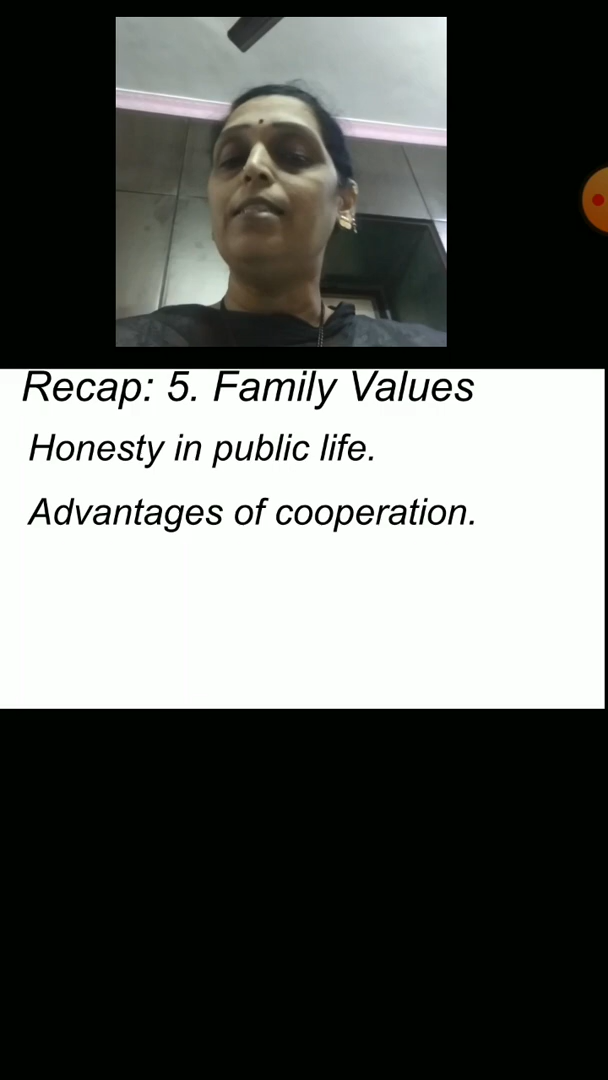 Recap: 5. Family Values
Honesty in public life.
Advantages of cooperation.